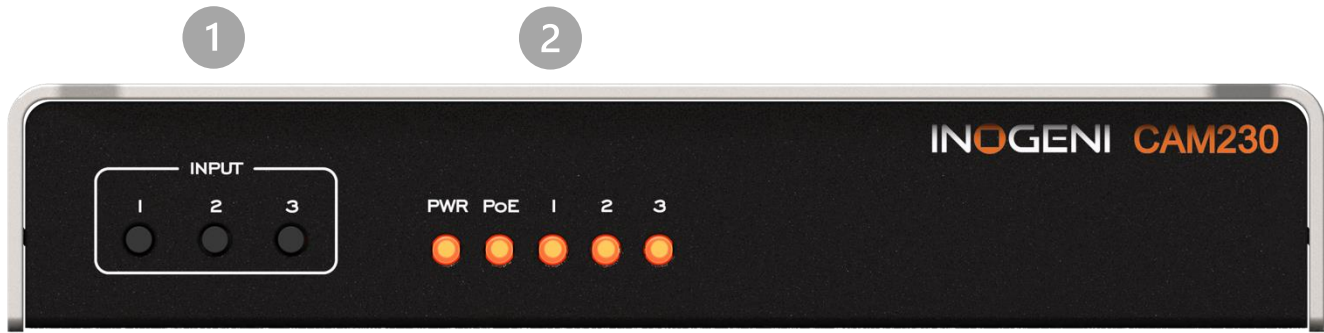 1 2
INOGENI CAM230
INPUT
1 2 3
PWR PoE 1 2 3